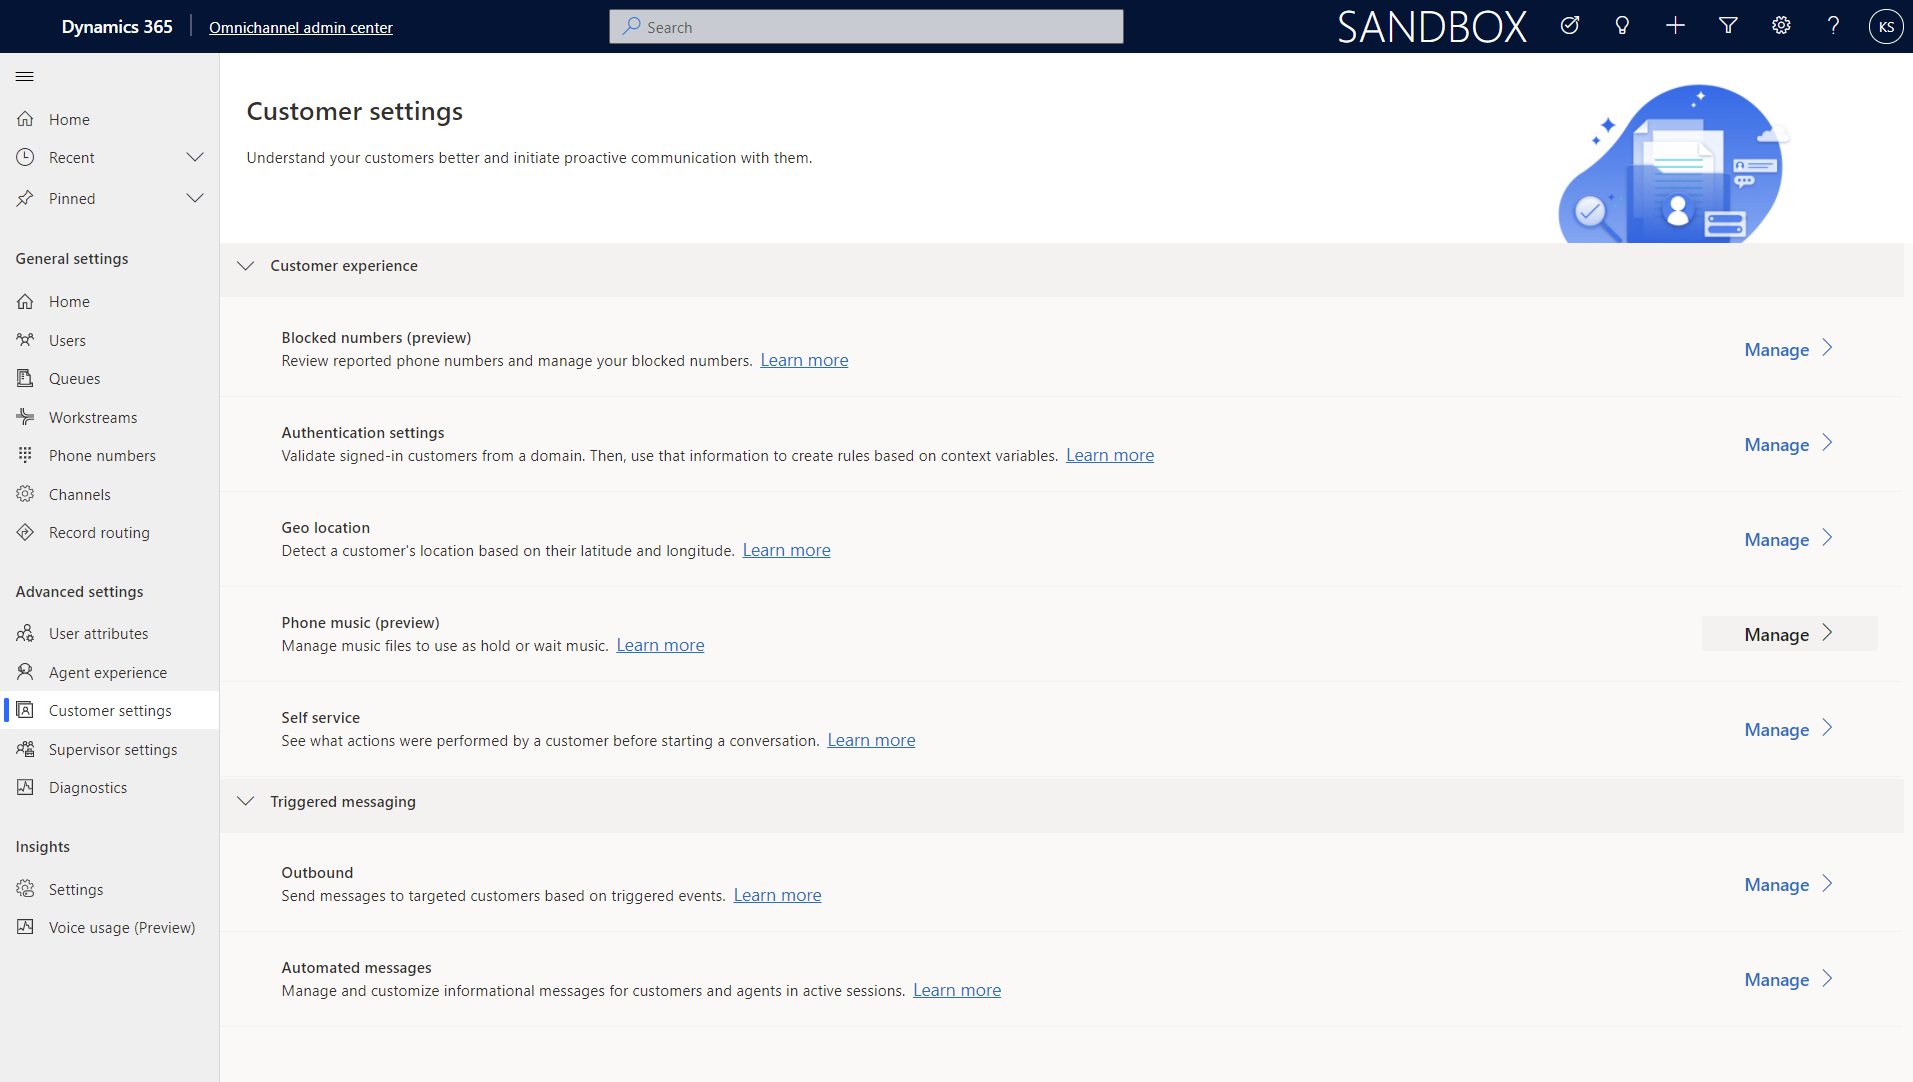 Dynamics 365
Omnichannel admin center
Search
SANDBOX
?
KS
Home
Recent
Pinned
General settings
Home
Users
Queues
Workstreams
Phone numbers
Channels
Record routing
Advanced settings
User attributes
Agent experience
Customer settings
Supervisor settings
Diagnostics
Insights
Settings
Voice usage (Preview)
Customer settings
Understand your customers better and initiate proactive communication with them.
Customer experience
Blocked numbers (preview)
Review reported phone numbers and manage your blocked numbers. Learn more
Manage
Authentication settings
Validate signed-in customers from a domain. Then, use that information to create rules based on context variables. Learn more
Manage
Geo location
Detect a customer's location based on their latitude and longitude. Learn more
Manage
Phone music (preview)
Manage music files to use as hold or wait music. Learn more
Manage
Self service
See what actions were performed by a customer before starting a conversation. Learn more
Manage
Triggered messaging
Outbound
Send messages to targeted customers based on triggered events. Learn more
Manage
Automated messages
Manage and customize informational messages for customers and agents in active sessions. Learn more
Manage